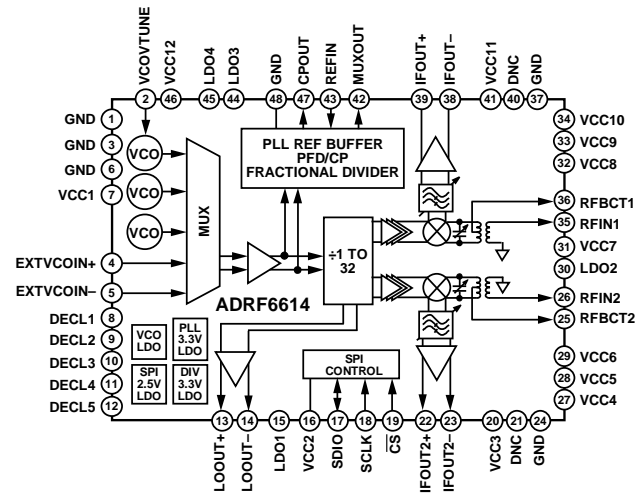 VCOVTUNE
VCC12
LDO4
LDO3
GND
CPOUT
REFIN
MUXOUT
IFOUT+
IFOUT–
VCC11
DNC
GND
2
46
45
44
48
47
43
42
39
38
41
40
37
GND
1
GND
3
GND
6
VCC1
7
EXTVCOIN+
4
EXTVCOIN–
5
DECL1
8
DECL2
9
DECL3
10
DECL4
11
DECL5
12
VCO
VCO
VCO
MUX
PLL REF BUFFER
PFD/CP
FRACTIONAL DIVIDER
÷1 TO
32
ADRF6614
VCO
LDO
PLL
3.3V
LDO
SPI
2.5V
LDO
DIV
3.3V
LDO
SPI
CONTROL
34
VCC10
33
VCC9
32
VCC8
36
RFBCT1
35
RFIN1
31
VCC7
30
LDO2
26
RFIN2
25
RFBCT2
29
VCC6
28
VCC5
27
VCC4
13
14
15
16
17
18
19
22
23
20
21
24
LOOUT+
LOOUT–
LDO1
VCC2
SDIO
SCLK
CS
IFOUT2+
IFOUT2–
VCC3
DNC
GND